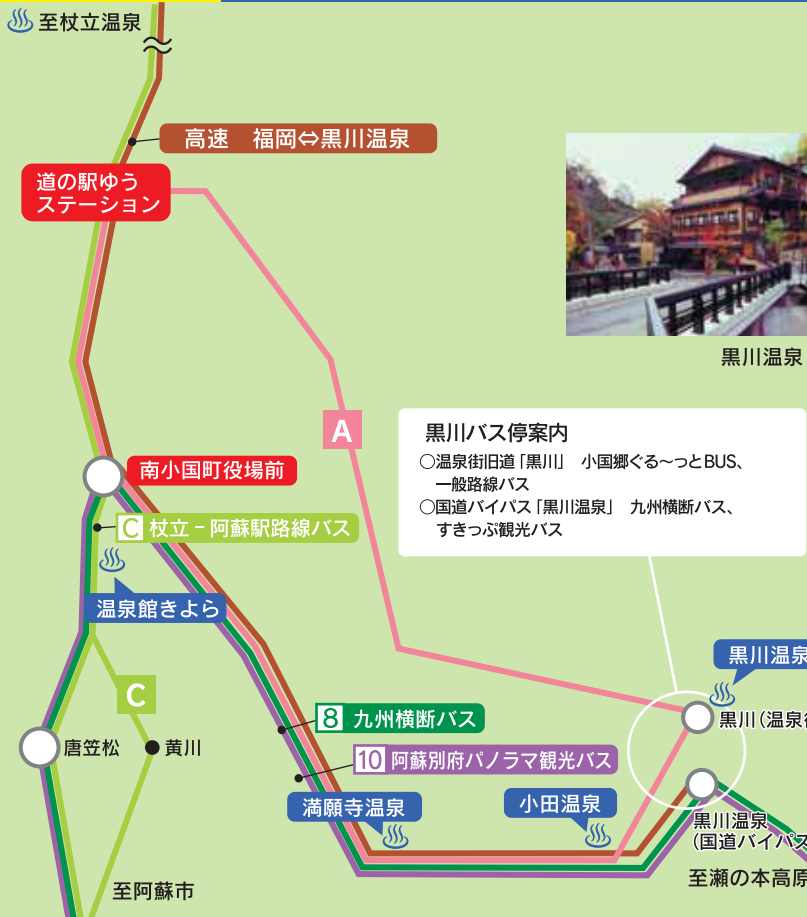 至杖立温泉
高速 福岡⇔黒川温泉
道の駅ゆう
ステーション
A
黒川温泉
黒川バス停案内
○温泉街旧道「黒川」 小国郷ぐる〜っとBUS、
一般路線バス
○国道バイパス「黒川温泉」 九州横断バス、
すきっぷ観光バス
南小国町役場前
C 杖立－阿蘇駅路線バス
温泉館きよら
黒川温泉
C
8 九州横断バス
黒川（温泉街
唐笠松
黄川
10 阿蘇別府パノラマ観光バス
満願寺温泉
小田温泉
黒川温泉
（国道バイパス
至瀬の本高原
至阿蘇市